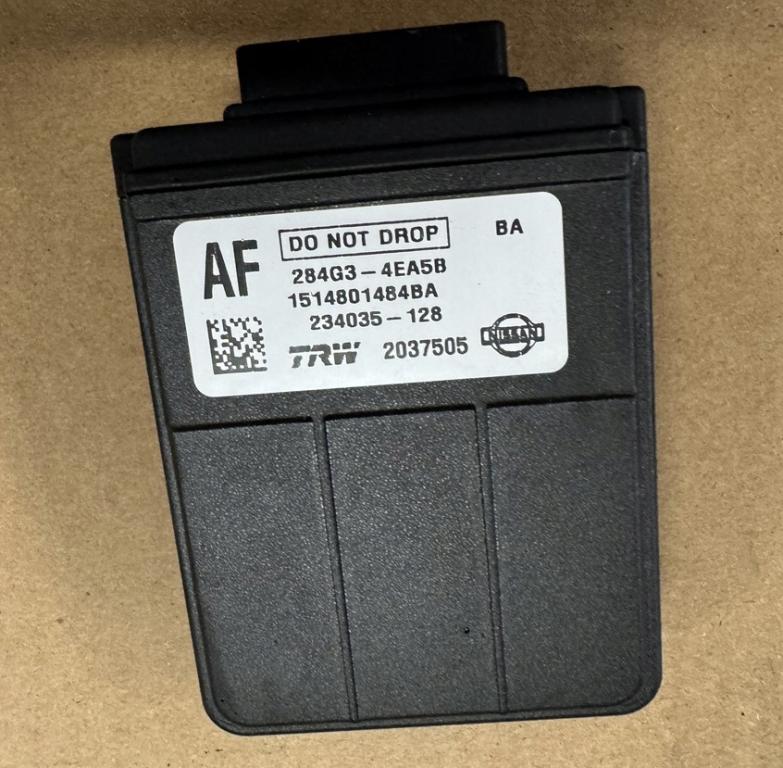 AF
DO NOT DROP
BA
284G3-4EA5B
1514801484BA
234035-128
TRW 2037505 NISSAN